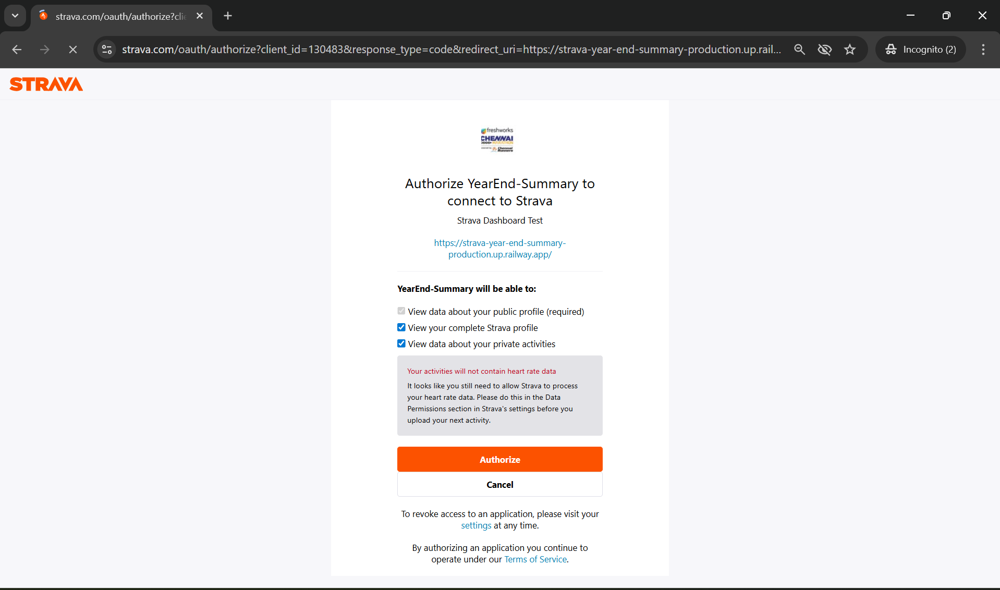 strava.com/oauth/authorize?clie
strava.com/oauth/authorize?client_id=130483&response_type=code&redirect_uri=https://strava-year-end-summary-production.up.rail...
Incognito (2)
STRAVA
freshworks
CHENNAI
MARATHON
Chennai
Runners
Authorize YearEnd-Summary to
connect to Strava
Strava Dashboard Test
https://strava-year-end-summary-
production.up.railway.app/
YearEnd-Summary will be able to:
View data about your public profile (required)
View your complete Strava profile
View data about your private activities
Your activities will not contain heart rate data
It looks like you still need to allow Strava to process
your heart rate data. Please do this in the Data
Permissions section in Strava's settings before you
upload your next activity.
Authorize
Cancel
To revoke access to an application, please visit your
settings at any time.
By authorizing an application you continue to
operate under our Terms of Service.